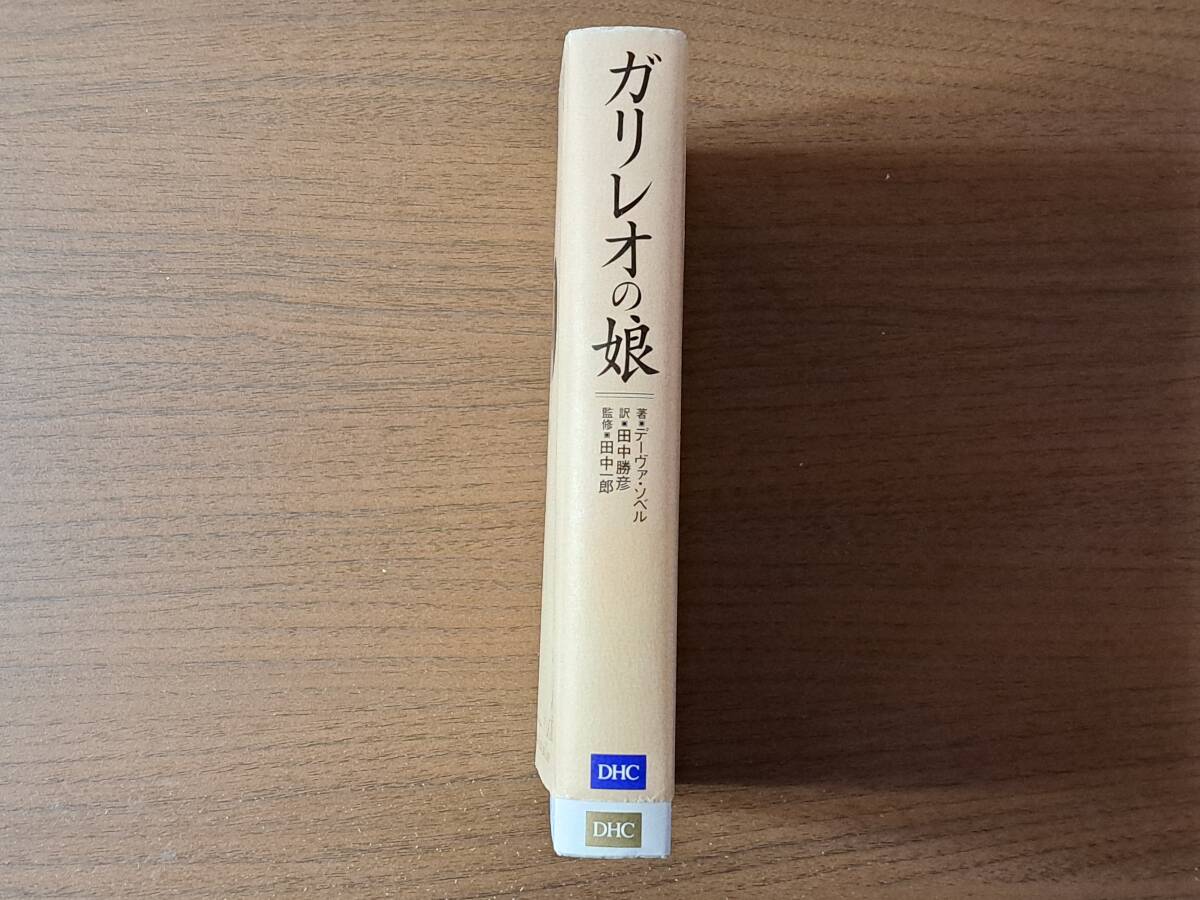 ガリレオの娘
著▣デーヴァ・ソベル
訳▣田中勝彦
監修▣田中一郎
DHC
DHC